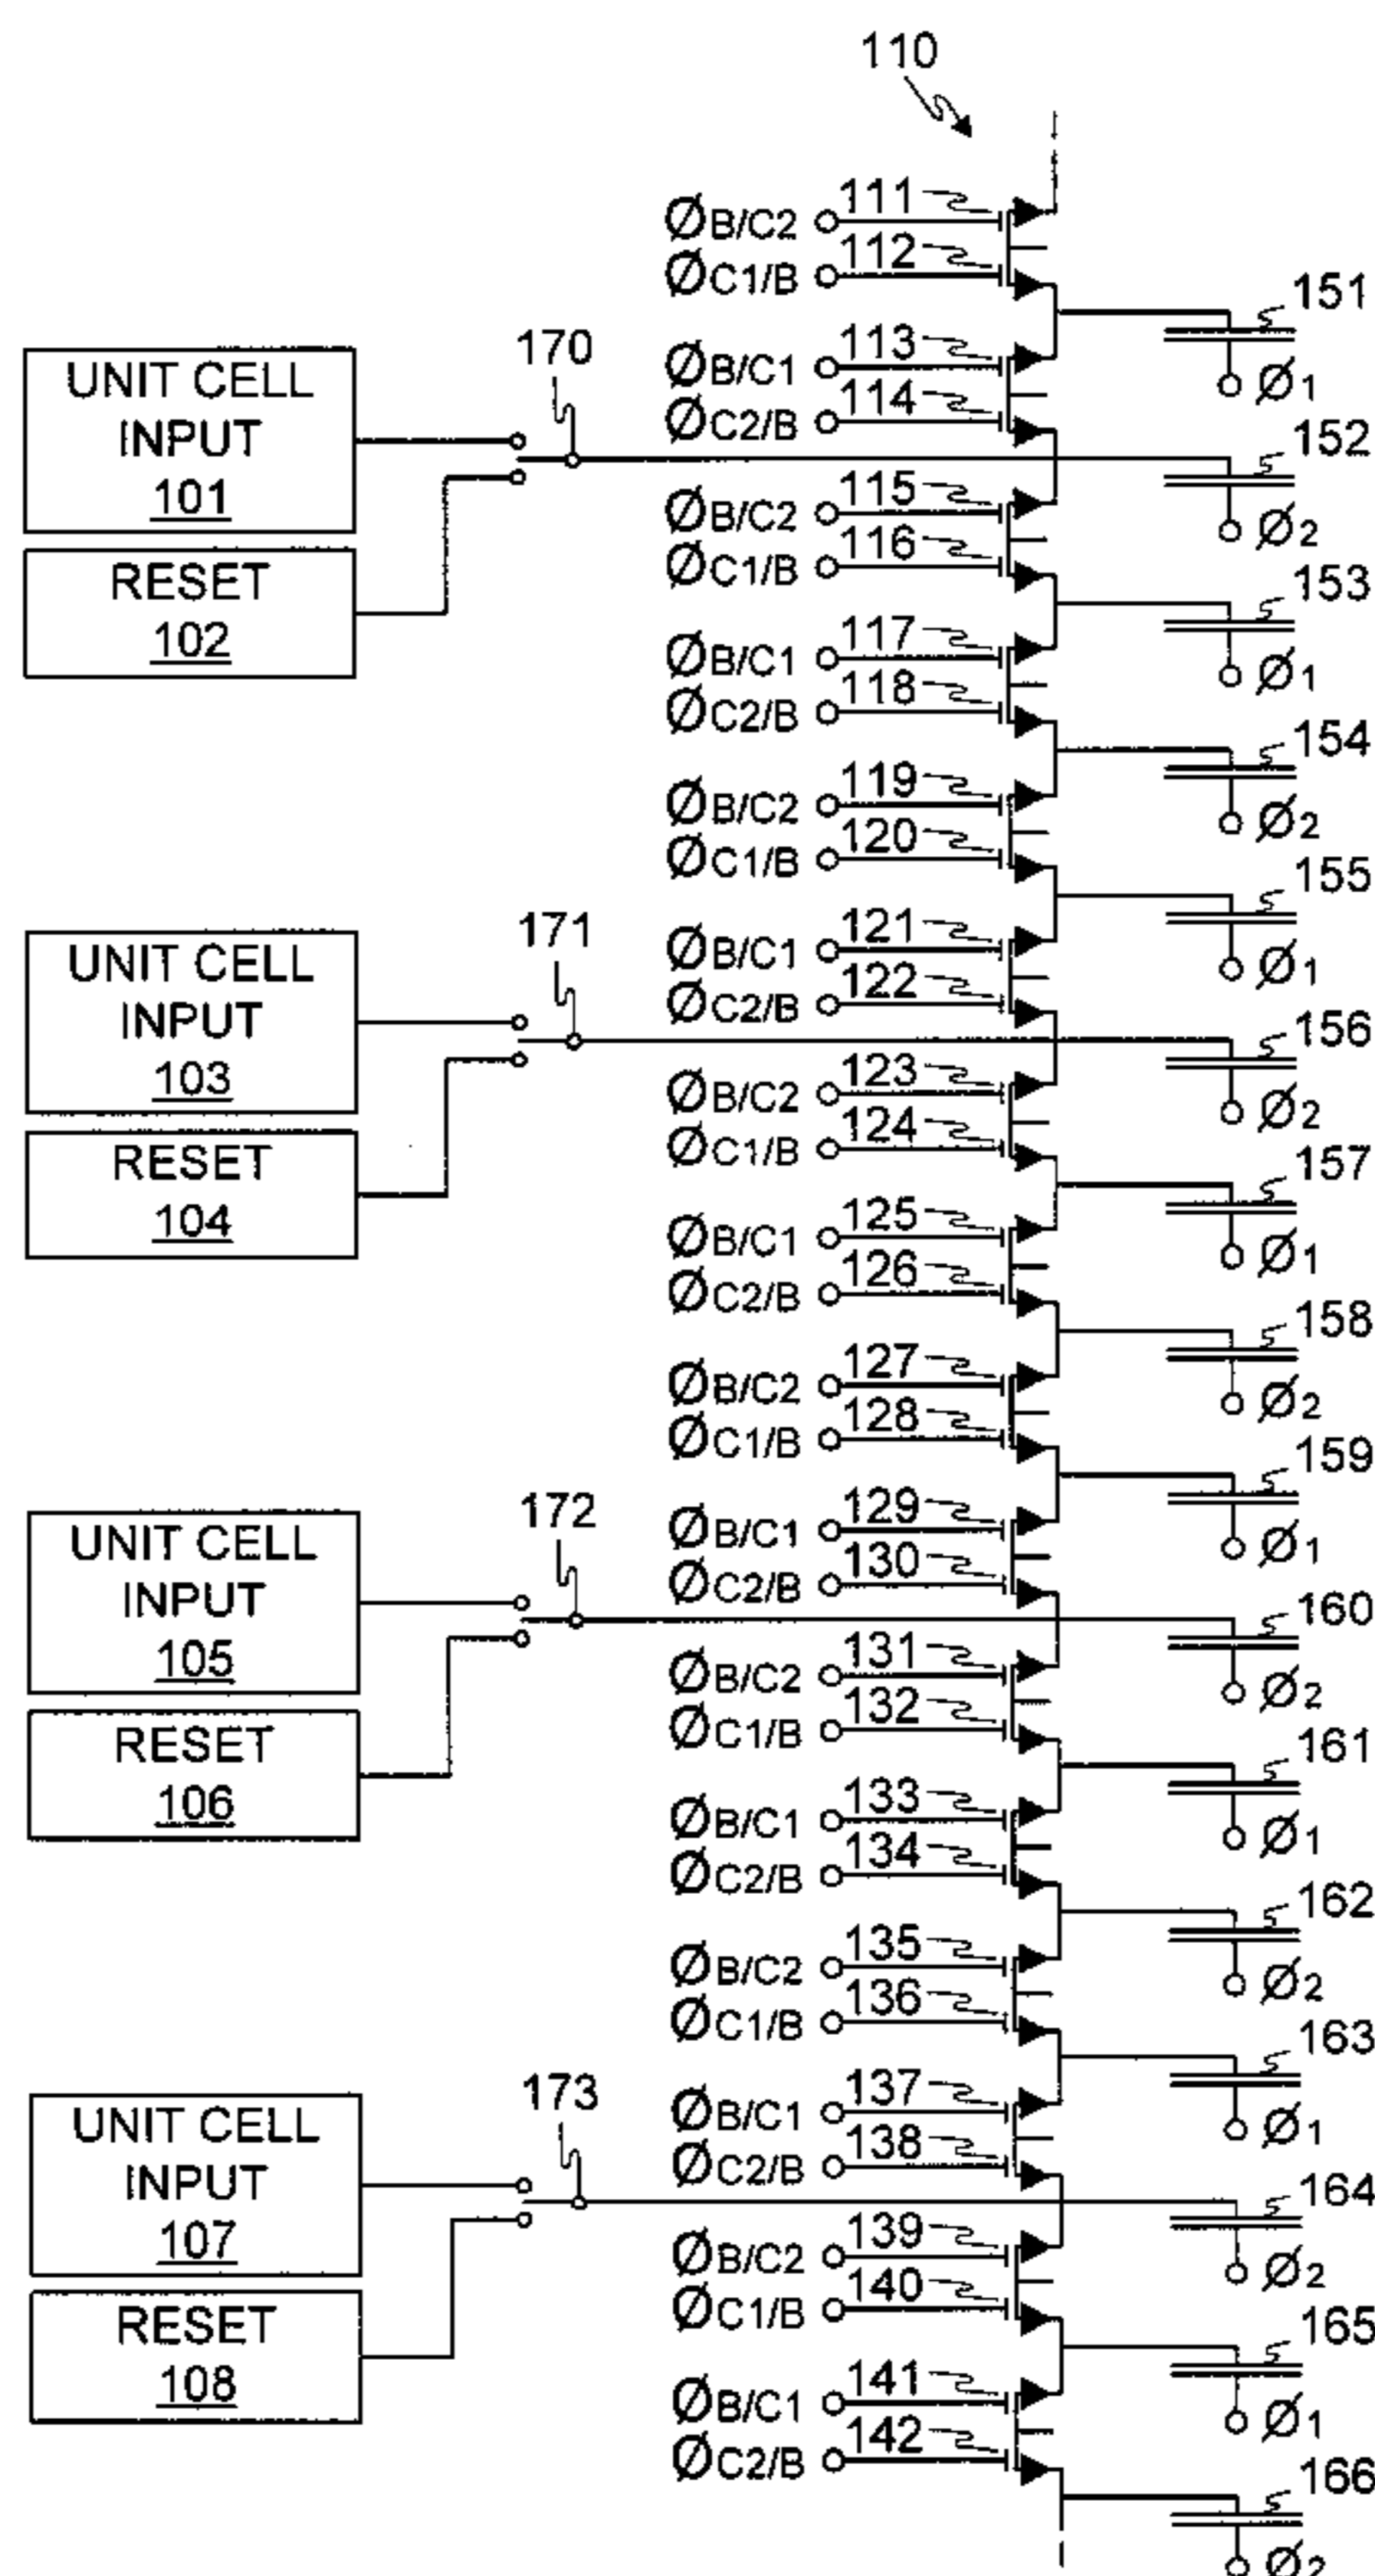 110
ØB/C2 111
ØC1/B 112
151
Ø1
170
UNIT CELL
INPUT
101
ØB/C1 113
ØC2/B 114
152
Ø2
RESET
102
ØB/C2 115
ØC1/B 116
153
Ø1
ØB/C1 117
ØC2/B 118
154
Ø2
ØB/C2 119
ØC1/B 120
155
Ø1
171
UNIT CELL
INPUT
103
ØB/C1 121
ØC2/B 122
156
Ø2
RESET
104
ØB/C2 123
ØC1/B 124
157
Ø1
ØB/C1 125
ØC2/B 126
158
Ø2
ØB/C2 127
ØC1/B 128
159
Ø1
172
UNIT CELL
INPUT
105
ØB/C1 129
ØC2/B 130
160
Ø2
RESET
106
ØB/C2 131
ØC1/B 132
161
Ø1
ØB/C1 133
ØC2/B 134
162
Ø2
ØB/C2 135
ØC1/B 136
163
Ø1
173
UNIT CELL
INPUT
107
ØB/C1 137
ØC2/B 138
164
Ø2
RESET
108
ØB/C2 139
ØC1/B 140
165
Ø1
ØB/C1 141
ØC2/B 142
166
Ø2